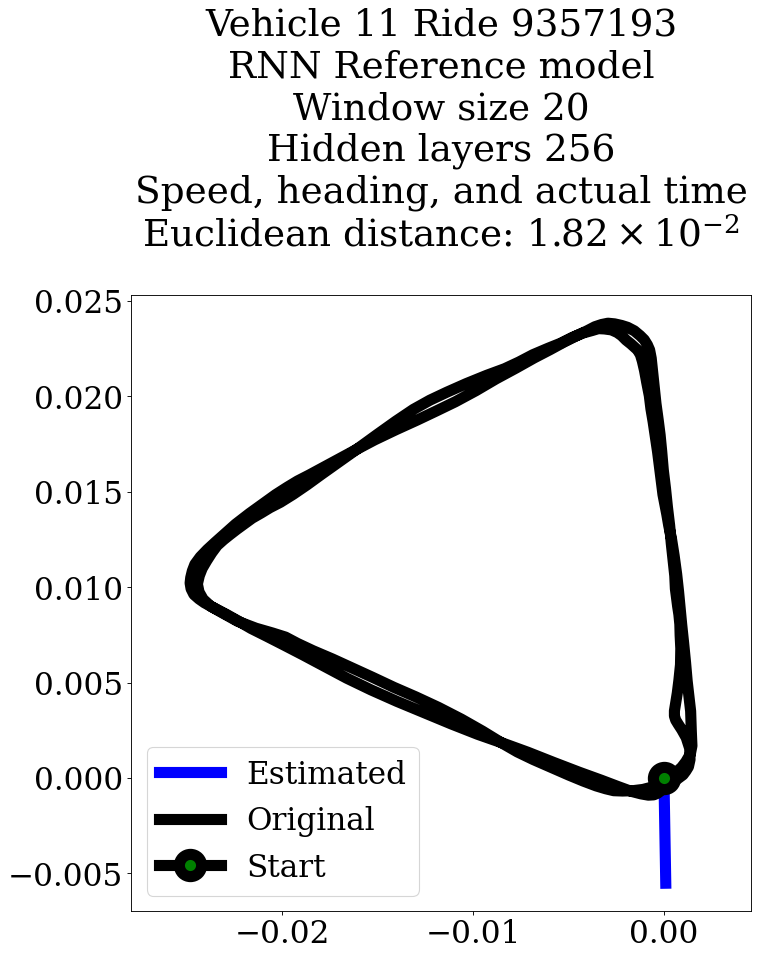 Vehicle 11 Ride 9357193
RNN Reference model
Window size 20
Hidden layers 256
Speed, heading, and actual time
Euclidean distance: 1.82 × 10⁻²
0.025
0.020
0.015
0.010
0.005
0.000
−0.005
Estimated
Original
Start
−0.02
−0.01
0.00